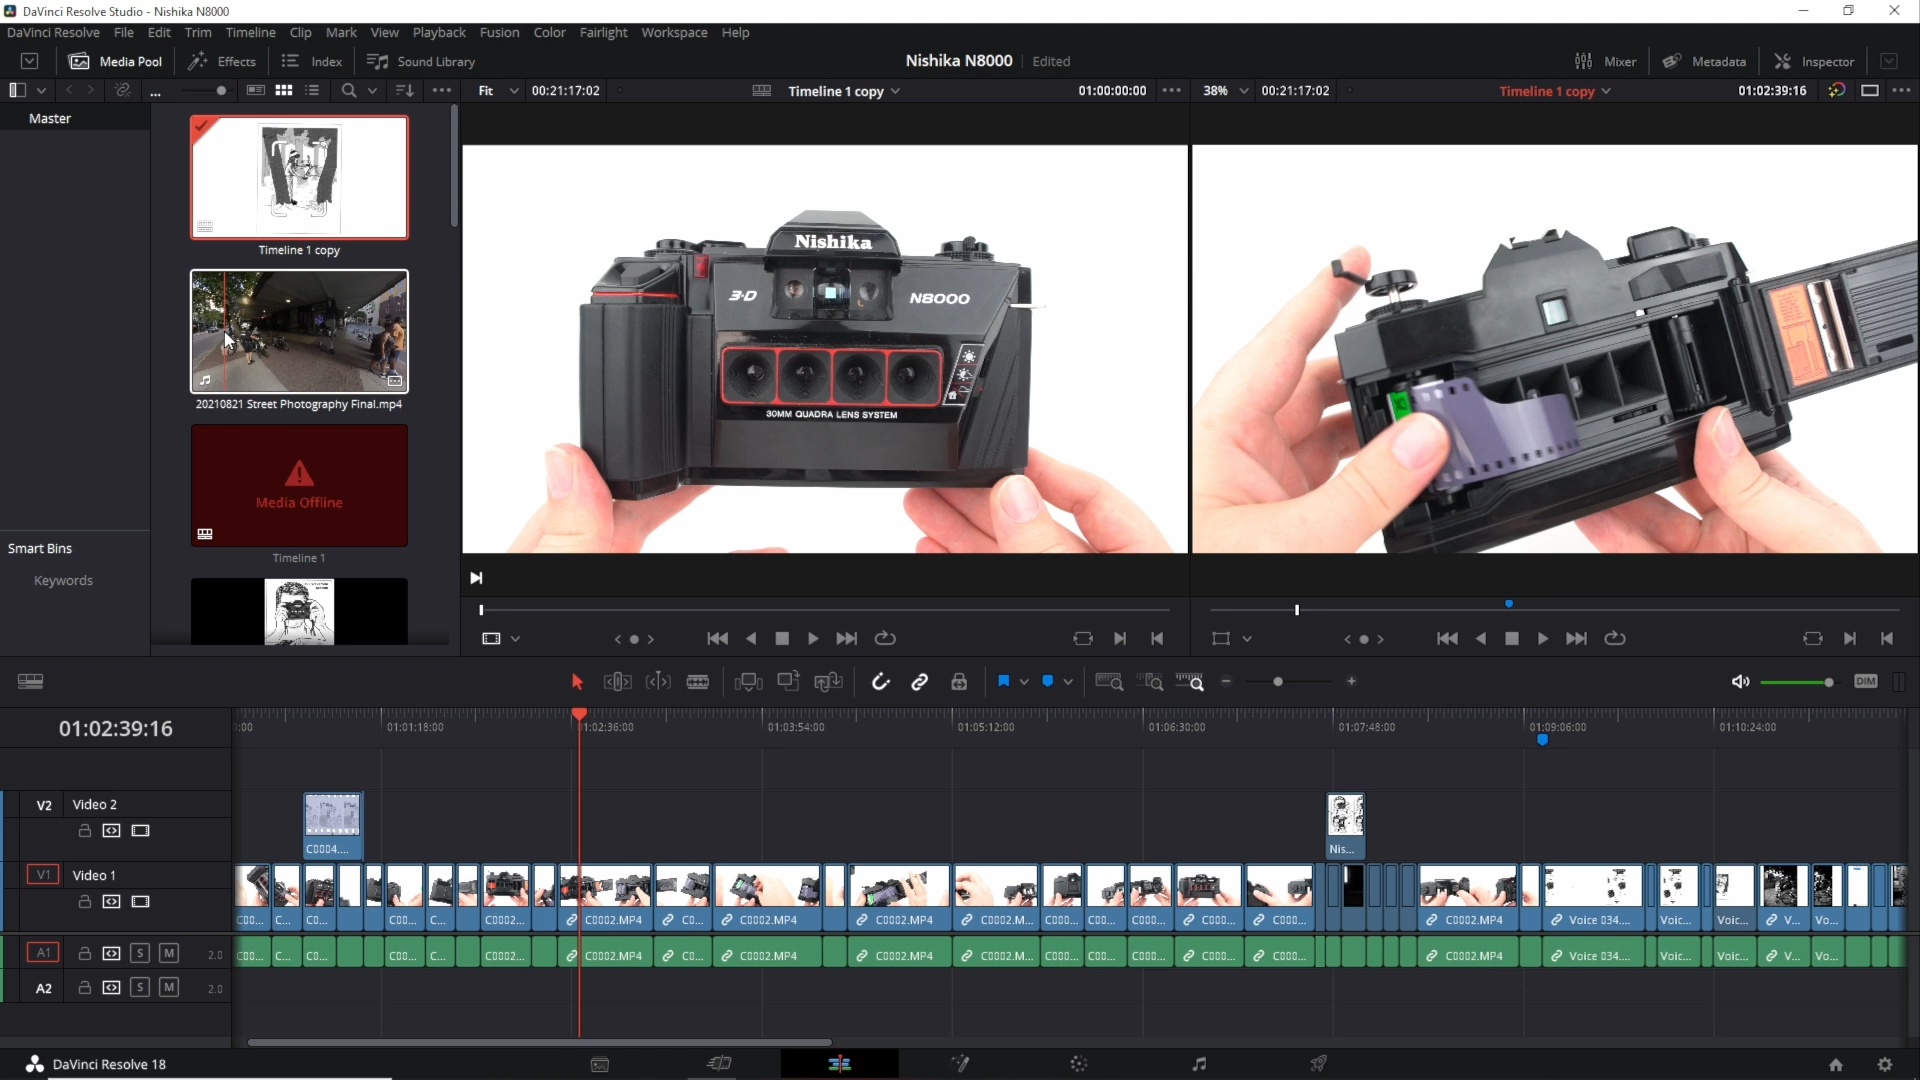 DaVinci Resolve Studio - Nishika N8000
DaVinci Resolve File Edit Trim Timeline Clip Mark View Playback Fusion Color Fairlight Workspace Help
Media Pool Effects Index Sound Library Nishika N8000 Edited Mixer Metadata Inspector
... Fit 00:21:17:02 Timeline 1 copy 01:00:00:00 38% 00:21:17:02 Timeline 1 copy 01:02:39:16
Master
Timeline 1 copy
20210821 Street Photography Final.mp4
Media Offline
Timeline 1
Smart Bins
Keywords
Nishika
3-D N8000
30MM QUADRA LENS SYSTEM
DIM
01:02:39:16
:00 01:01:18:00 01:02:36:00 01:03:54:00 01:05:12:00 01:06:30:00 01:07:48:00 01:09:06:00 01:10:24:00
V2 Video 2
C0004.... Nis...
V1 Video 1
C00... C... C0... C00... C... C0002... C0002.MP4 C0... C0002.MP4 C0002.MP4 C0002.M... C000... C00... C000... C000... C000... C0002.MP4 Voice 034.... Voic... Voic... V... Vo...
A1 S M 2.0
C00... C... C0... C00... C... C0002... C0002.MP4 C0... C0002.MP4 C0002.MP4 C0002.M... C000... C00... C000... C000... C000... C0002.MP4 Voice 034.... Voic... Voic... V... Vo...
A2 S M 2.0
DaVinci Resolve 18